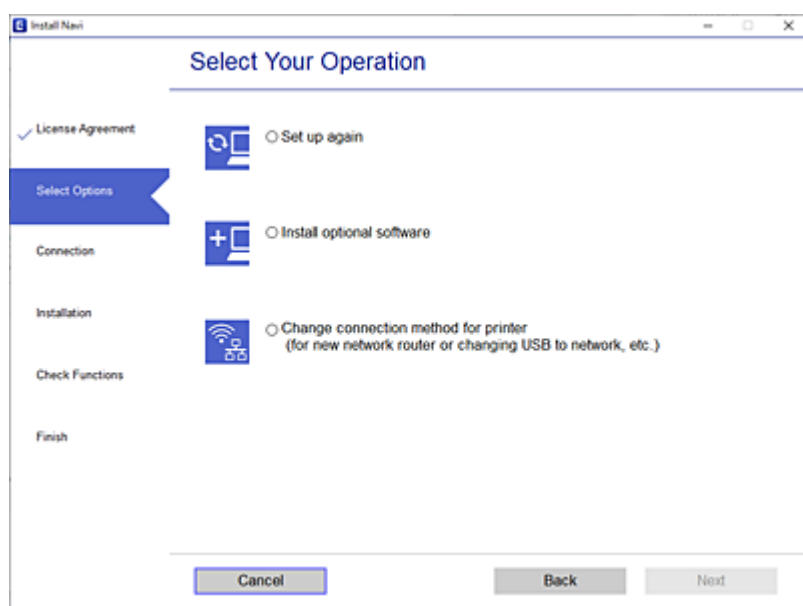 Install Navi
Select Your Operation
License Agreement
Select Options
Connection
Installation
Check Functions
Finish
Set up again
Install optional software
Change connection method for printer
(for new network router or changing USB to network, etc.)
Cancel
Back
Next